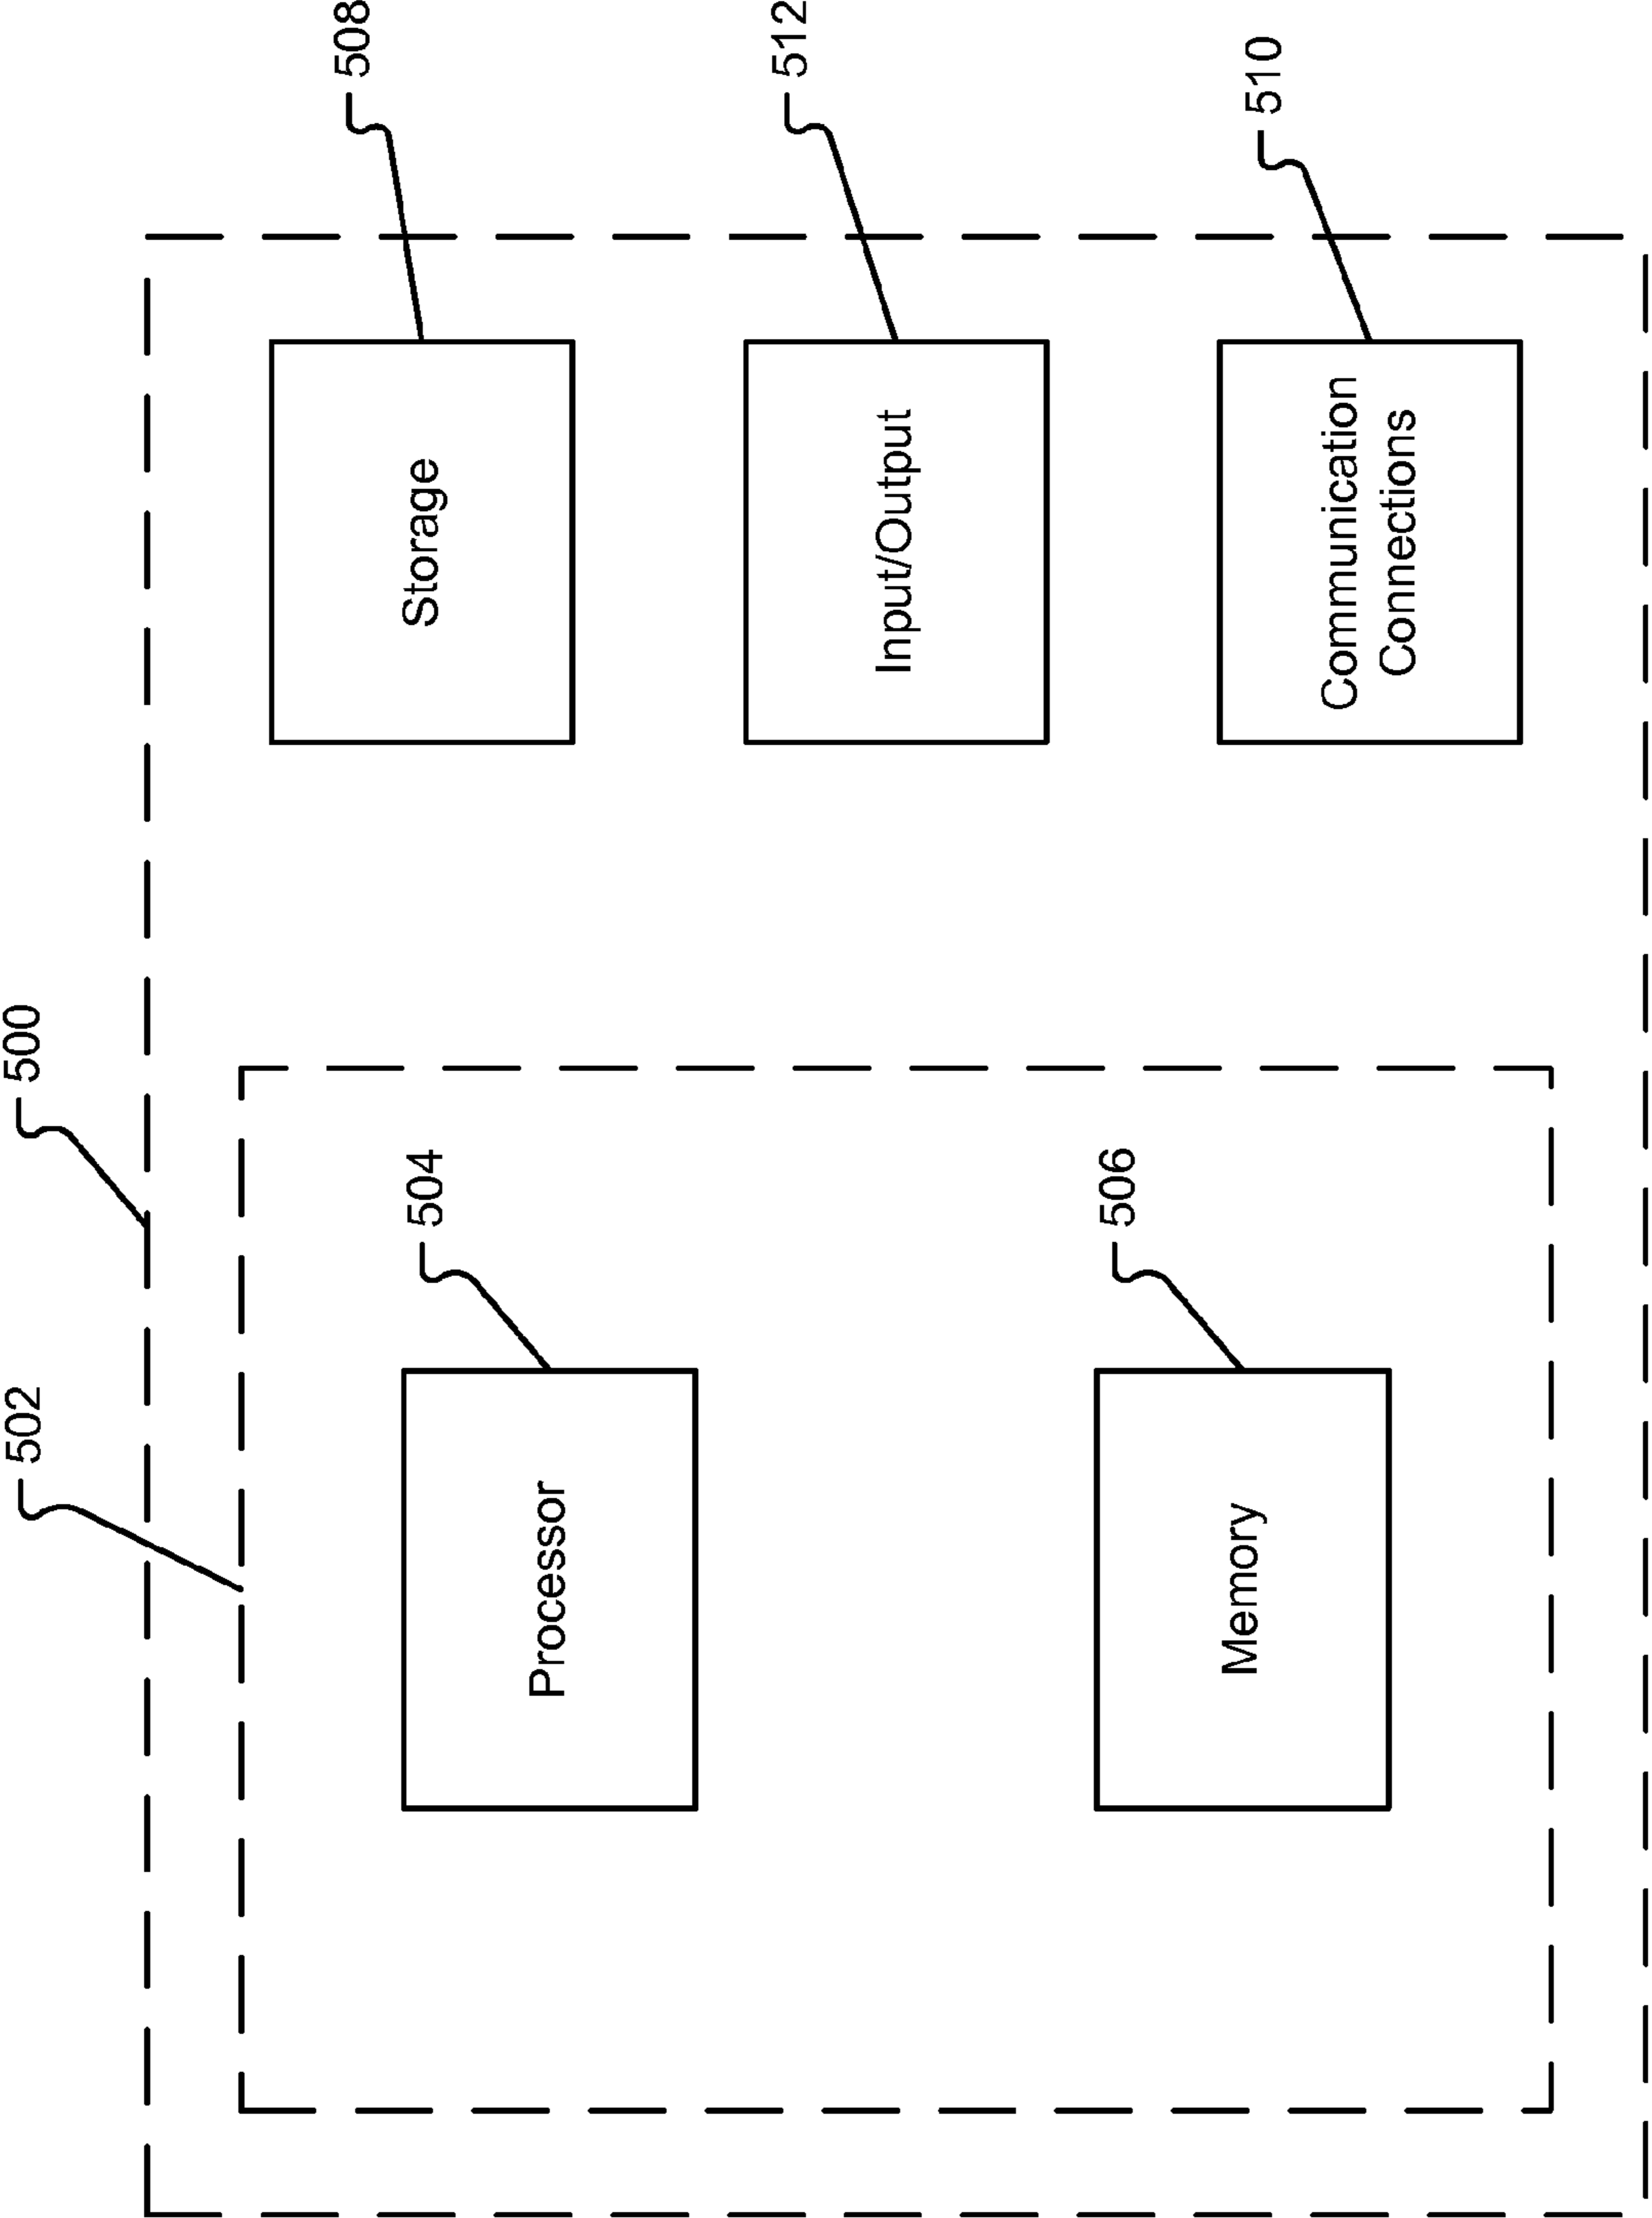 500
502
504
Processor
506
Memory
508
Storage
512
Input/Output
510
Communication
Connections